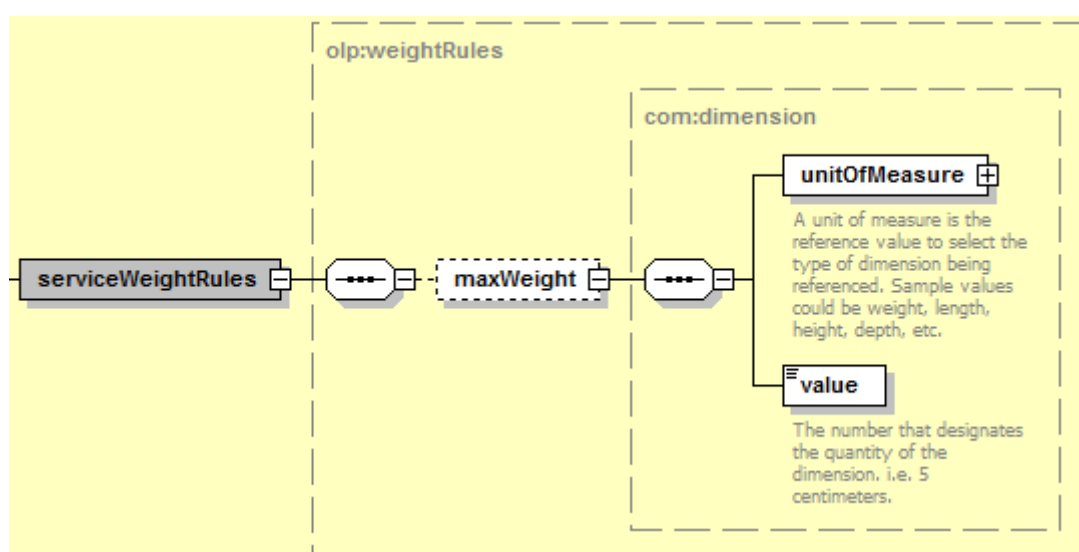 olp:weightRules
com:dimension
unitOfMeasure
A unit of measure is the
reference value to select the
type of dimension being
referenced. Sample values
could be weight, length,
height, depth, etc.
serviceWeightRules
maxWeight
value
The number that designates
the quantity of the
dimension. i.e. 5
centimeters.